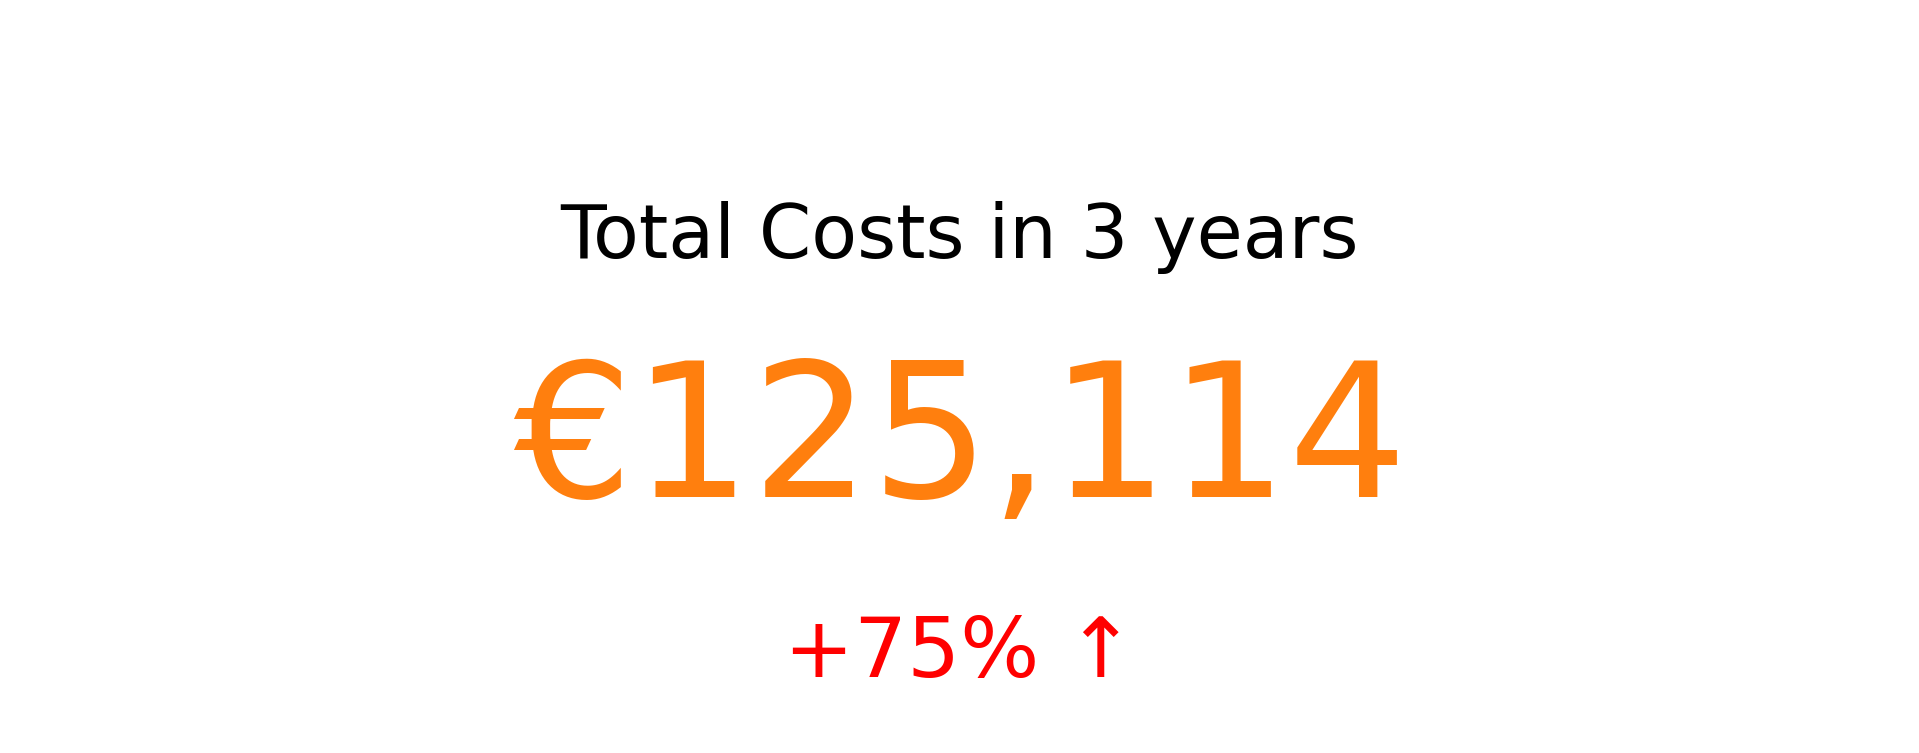 Total Costs in 3 years
€125,114
+75% ↑